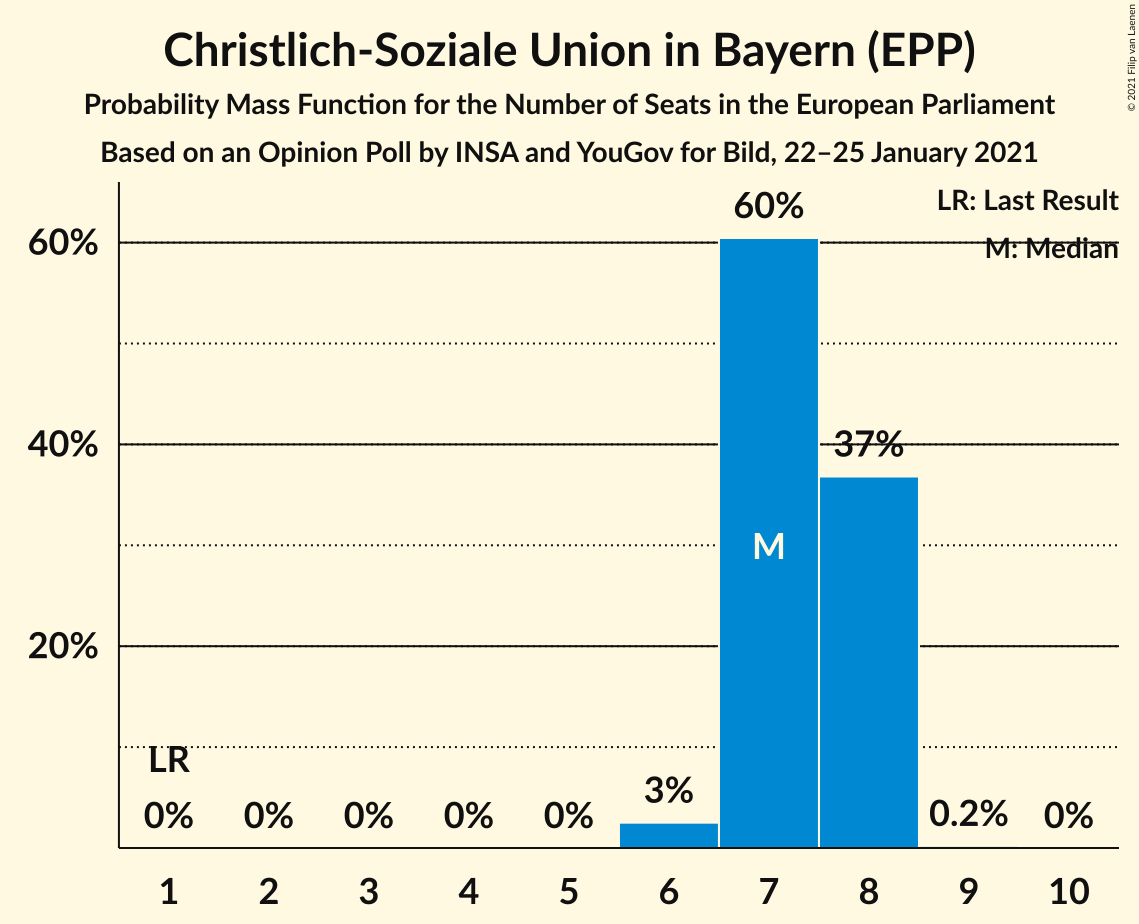 Christlich-Soziale Union in Bayern (EPP)
Probability Mass Function for the Number of Seats in the European Parliament
Based on an Opinion Poll by INSA and YouGov for Bild, 22–25 January 2021
© 2021 Filip van Laenen
LR: Last Result
M: Median
60%
40%
20%
LR
0%
0%
0%
0%
0%
3%
60%
M
37%
0.2%
0%
1 2 3 4 5 6 7 8 9 10